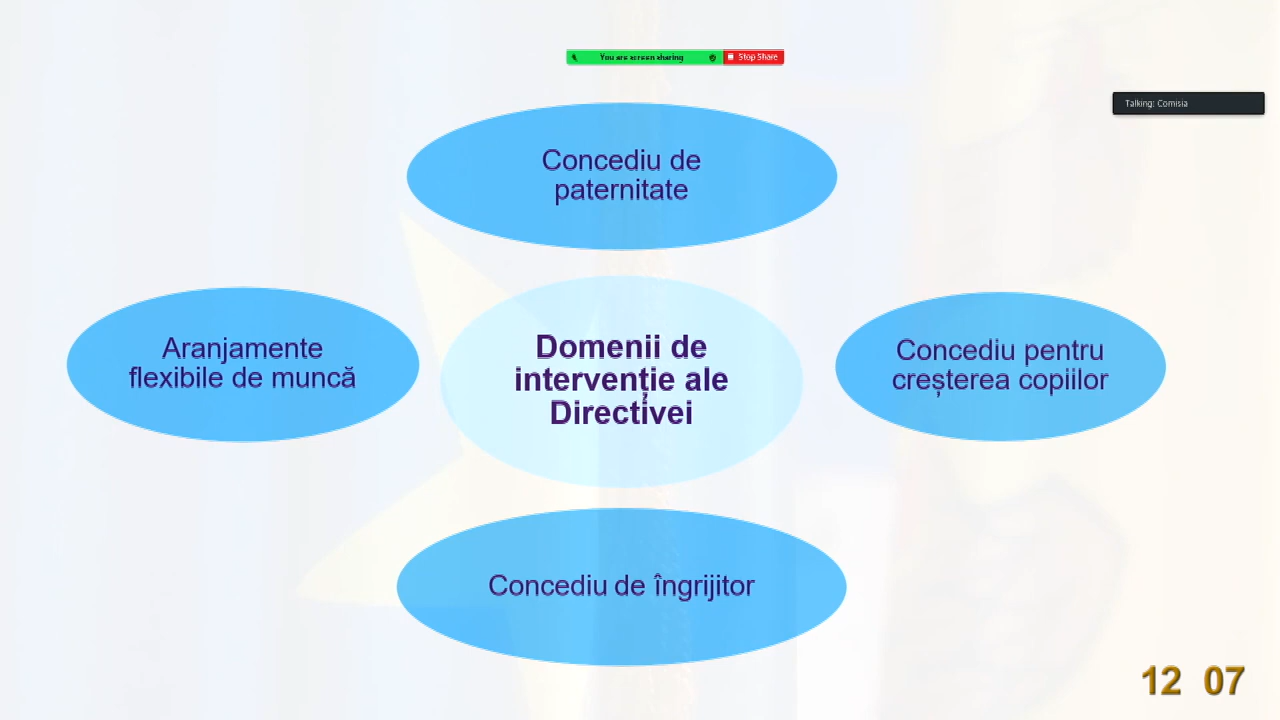 You are screen sharing
Stop Share
Talking: Comisia
Concediu de
paternitate
Aranjamente
flexibile de muncă
Domenii de
intervenție ale
Directivei
Concediu pentru
creșterea copiilor
Concediu de îngrijitor
12 07